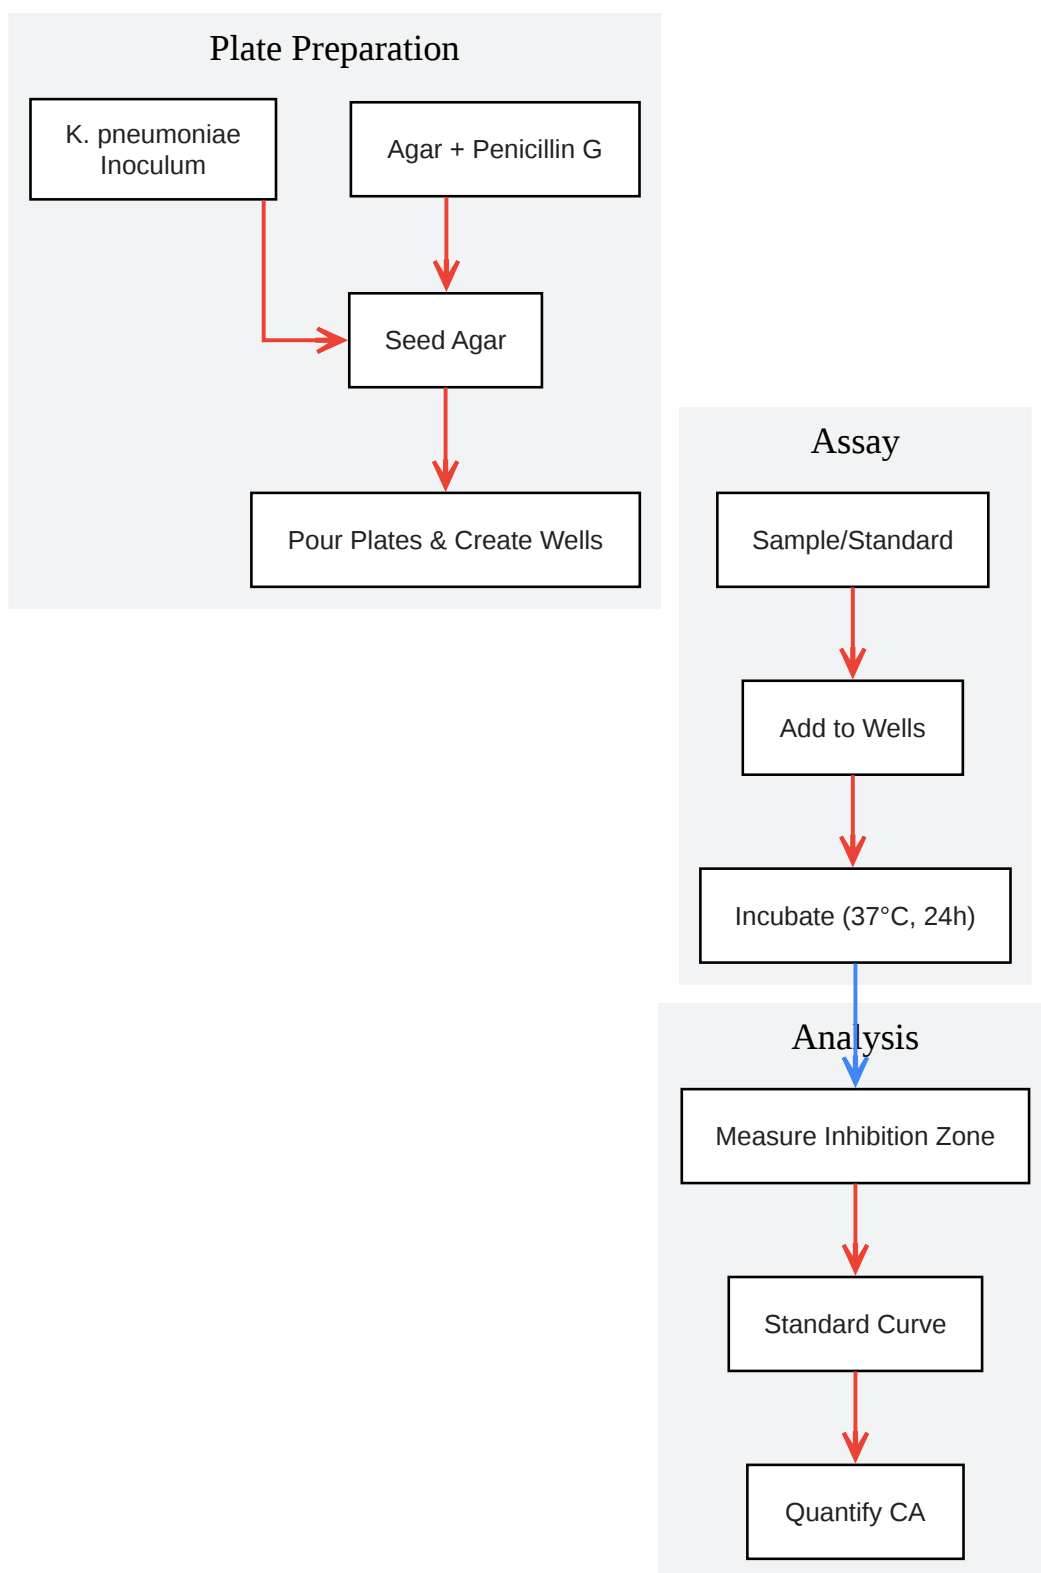 Plate Preparation
K. pneumoniae
Inoculum
Agar + Penicillin G
Seed Agar
Pour Plates & Create Wells
Assay
Sample/Standard
Add to Wells
Incubate (37°C, 24h)
Analysis
Measure Inhibition Zone
Standard Curve
Quantify CA